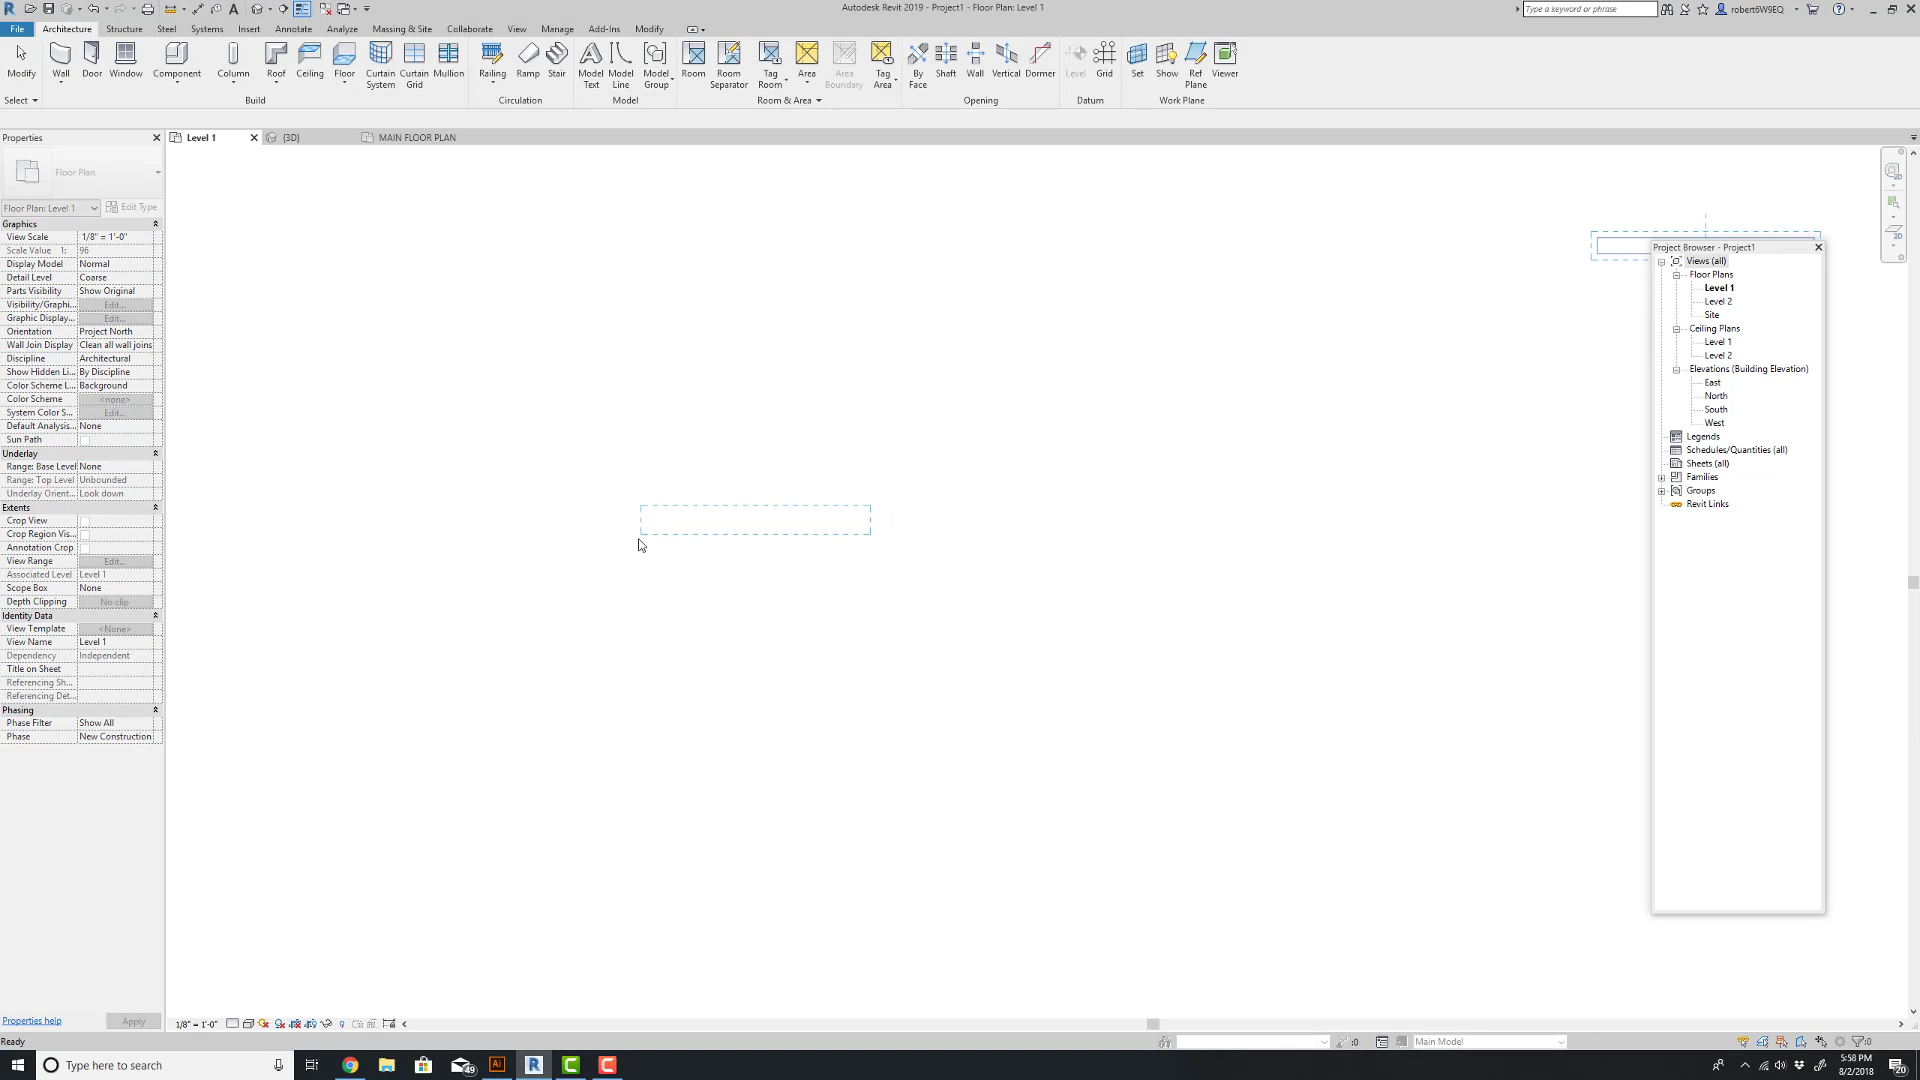 Autodesk Revit 2019 - Project1 - Floor Plan: Level 1
Type a keyword or phrase
robert6W9EQ
File Architecture Structure Steel Systems Insert Annotate Analyze Massing & Site Collaborate View Manage Add-Ins Modify
Modify Wall Door Window Component Column Roof Ceiling Floor Curtain System Curtain Grid Mullion Railing Ramp Stair Model Text Model Line Model Group Room Room Separator Tag Room Area Area Boundary Tag Area By Face Shaft Wall Vertical Dormer Level Grid Set Show Ref Plane Viewer
Select Build Circulation Model Room & Area Opening Datum Work Plane
Properties
Level 1 {3D} MAIN FLOOR PLAN
Floor Plan
Floor Plan: Level 1 Edit Type
Graphics
View Scale 1/8" = 1'-0"
Scale Value 1: 96
Display Model Normal
Detail Level Coarse
Parts Visibility Show Original
Visibility/Graphi... Edit...
Graphic Display... Edit...
Orientation Project North
Wall Join Display Clean all wall joins
Discipline Architectural
Show Hidden Li... By Discipline
Color Scheme L... Background
Color Scheme <none>
System Color S... Edit...
Default Analysis... None
Sun Path
Underlay
Range: Base Level None
Range: Top Level Unbounded
Underlay Orient... Look down
Extents
Crop View
Crop Region Vis...
Annotation Crop
View Range Edit...
Associated Level Level 1
Scope Box None
Depth Clipping No clip
Identity Data
View Template <None>
View Name Level 1
Dependency Independent
Title on Sheet
Referencing Sh...
Referencing Det...
Phasing
Phase Filter Show All
Phase New Construction
Properties help Apply
Project Browser - Project1
Views (all)
Floor Plans
Level 1
Level 2
Site
Ceiling Plans
Level 1
Level 2
Elevations (Building Elevation)
East
North
South
West
Legends
Schedules/Quantities (all)
Sheets (all)
Families
Groups
Revit Links
2D
2D
1/8" = 1'-0"
Ready
:0
Main Model
:0
Type here to search
49
Ai
R
C
C
5:58 PM
8/2/2018
20